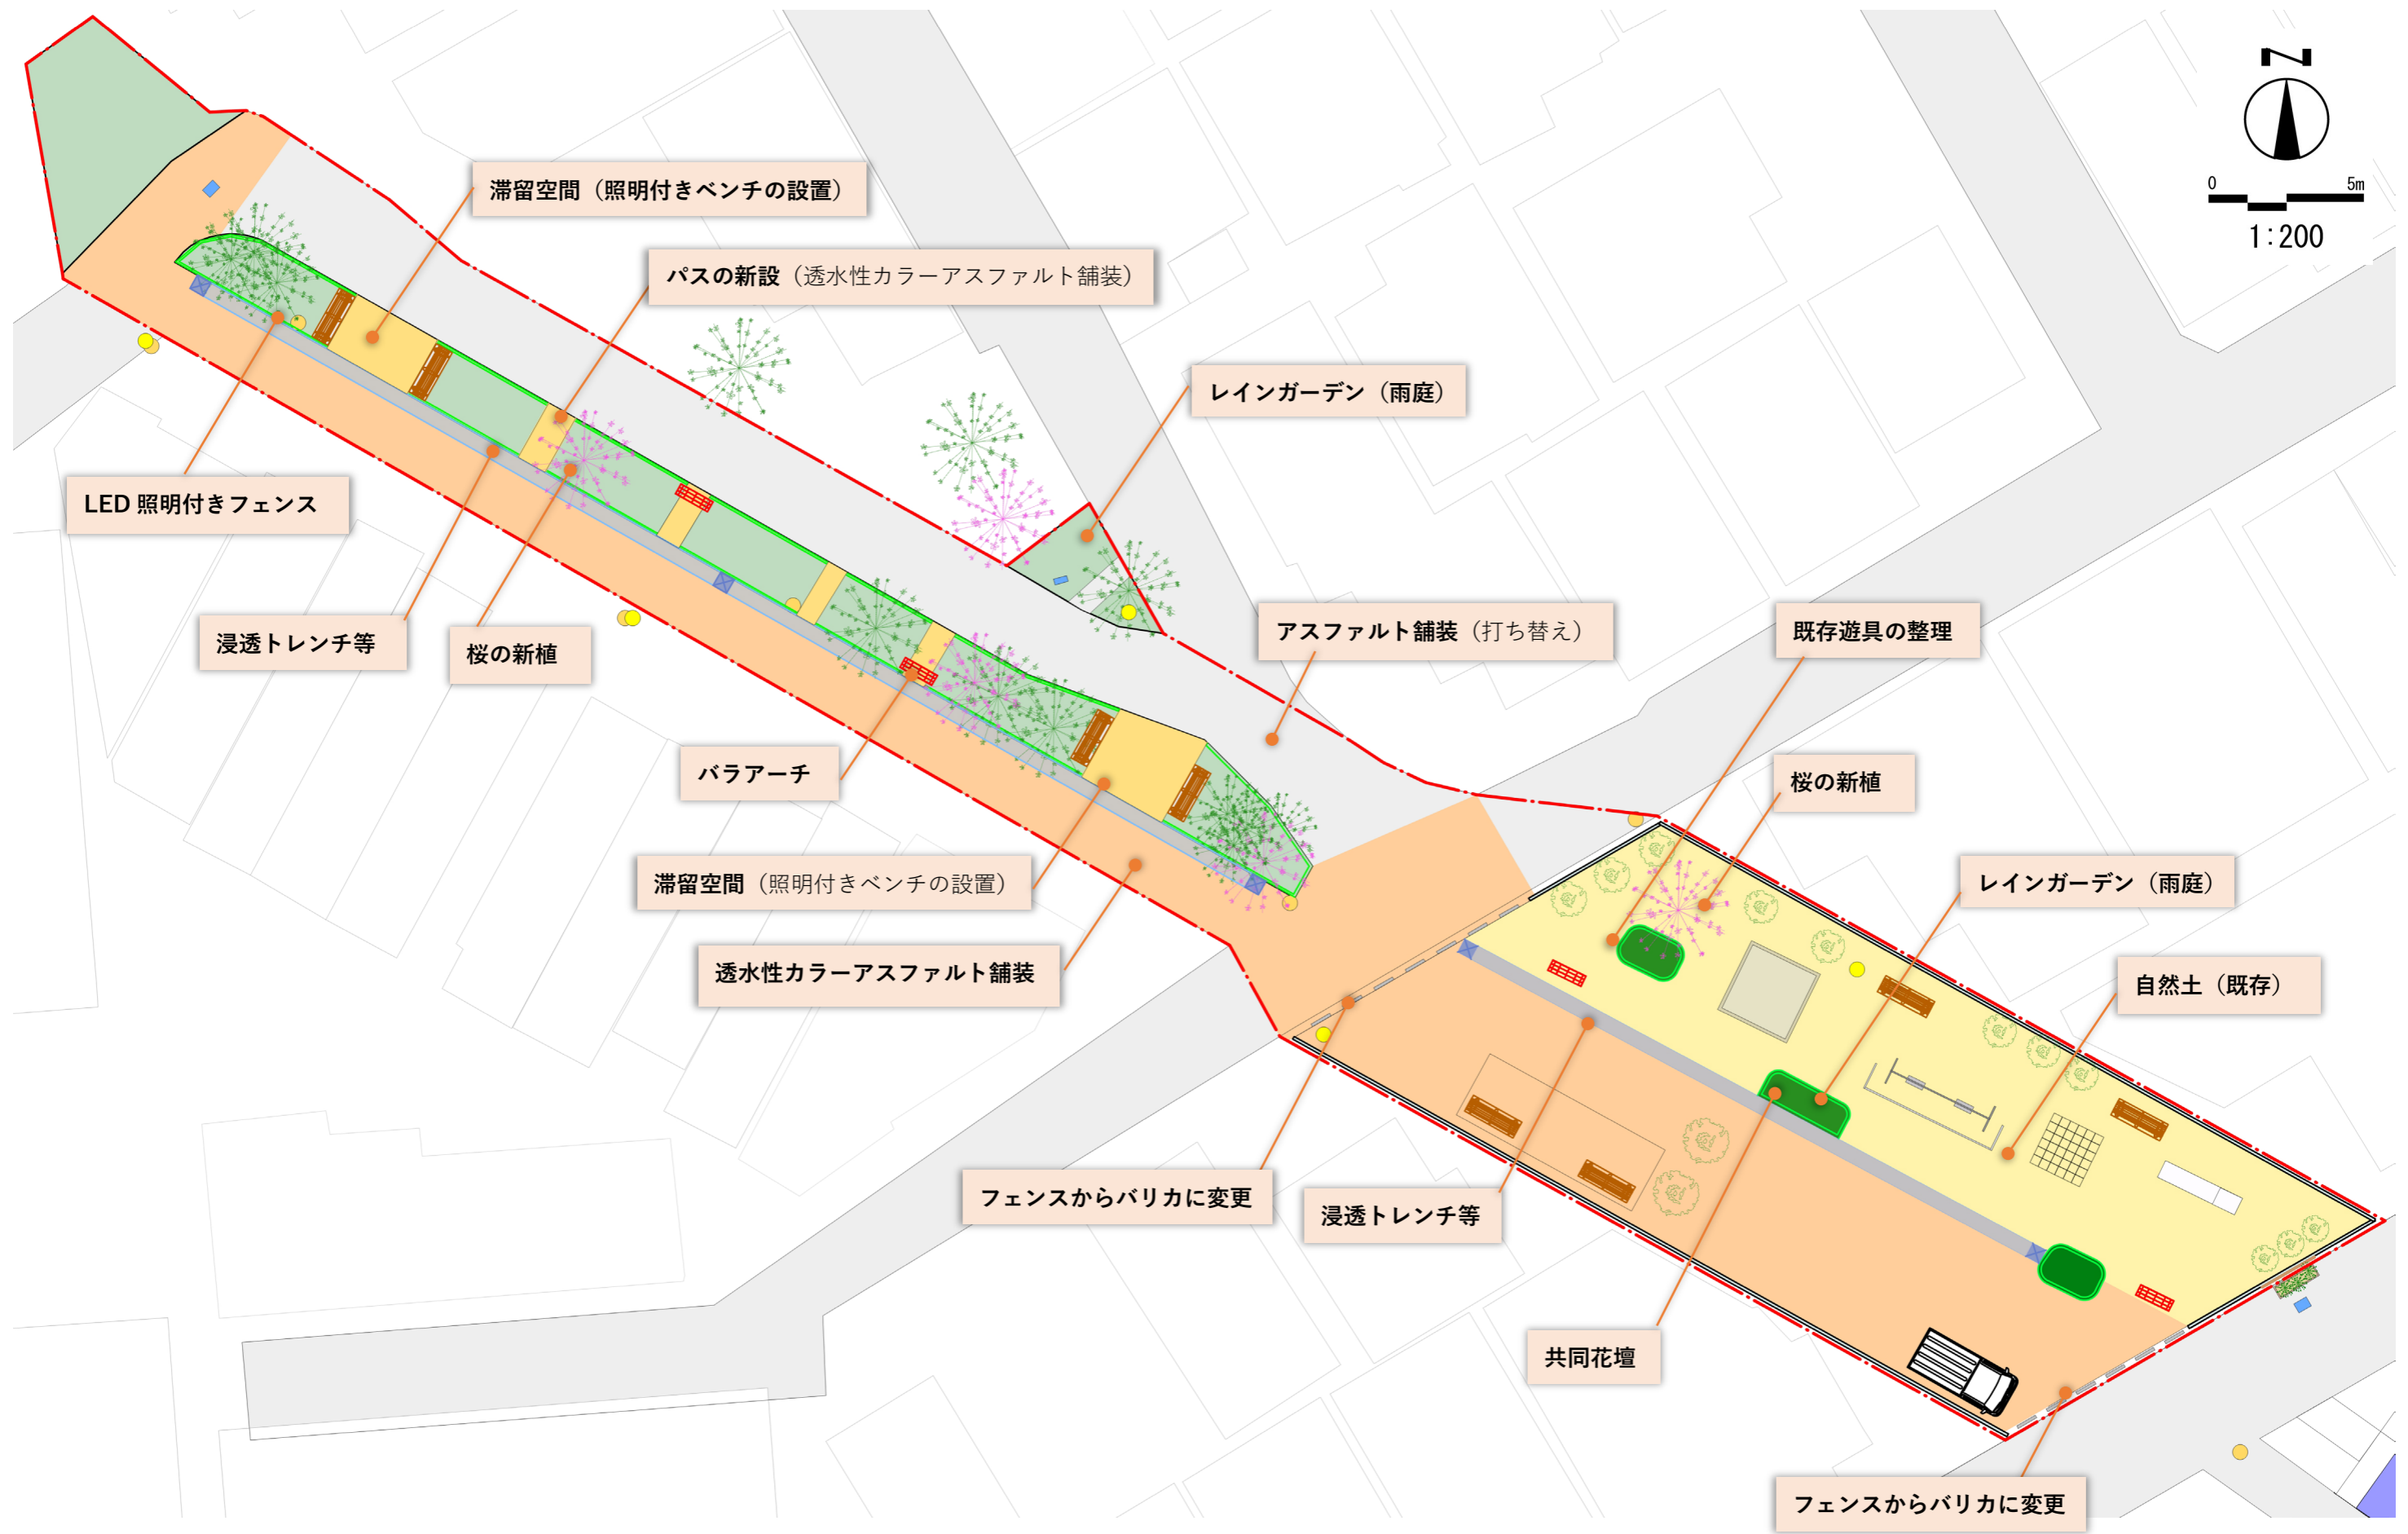 N
0 5m
1:200
滞留空間（照明付きベンチの設置）
パスの新設（透水性カラーアスファルト舗装）
レインガーデン（雨庭）
LED 照明付きフェンス
浸透トレンチ等
桜の新植
アスファルト舗装（打ち替え）
既存遊具の整理
バラアーチ
桜の新植
滞留空間（照明付きベンチの設置）
レインガーデン（雨庭）
透水性カラーアスファルト舗装
自然土（既存）
フェンスからバリカに変更
浸透トレンチ等
共同花壇
フェンスからバリカに変更